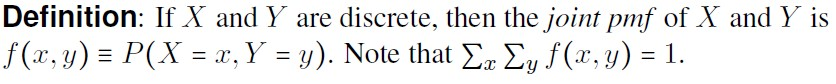 Definition: If X and Y are discrete, then the joint pmf of X and Y is
f(x, y) ≡ P(X = x, Y = y). Note that ∑x ∑y f(x, y) = 1.